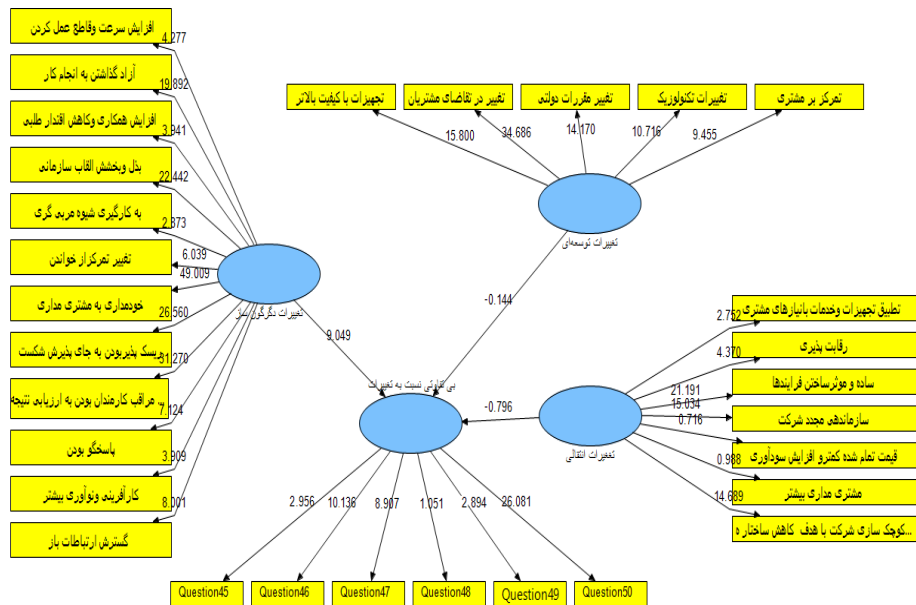 افزایش سرعت وقاطع عمل کردن
4.277
آزاد گذاشتن به انجام کار
19.892
افزایش همکاری وکاهش اقتدار طلبی
3.941
بذل وبخشش القاب سازمانی
22.442
به کارگیری شیوه مربی گری
2.873
تغییر تمرکزاز خواندن
6.039
49.009
خودمداری به مشتری مداری
26.560
ریسک پذیربودن به جای پذیرش شکست
31.270
مراقب کارمندان بودن به ارزیابی نتیجه...
7.124
پاسخگو بودن
3.909
کارآفرینی ونوآوری بیشتر
8.001
گسترش ارتباطات باز
تغییرات دگرگون ساز
9.049
تجهیزات با کیفیت بالاتر
تغییر در تقاضای مشتریان
تغییر مقررات دولتی
تغییرات تکنولوزیک
تمرکز بر مشتری
15.800
34.686
14.170
10.716
9.455
تغییرات توسعه‌ای
-0.144
بی تفاوتی نسبت به تغییرات
-0.796
تغییرات انتقالی
تطبیق تجهیزات وخدمات بانیازهای مشتری
2.752
رقابت پذیری
4.370
ساده و موثرساختن فرایندها
21.191
سازماندهی مجدد شرکت
15.034
0.716
قیمت تمام شده کمترو افزایش سودآوری
0.988
مشتری مداری بیشتر
14.689
کوچک سازی شرکت با هدف کاهش ساختار ه...
2.956
10.136
8.907
1.051
2.894
26.081
Question45
Question46
Question47
Question48
Question49
Question50